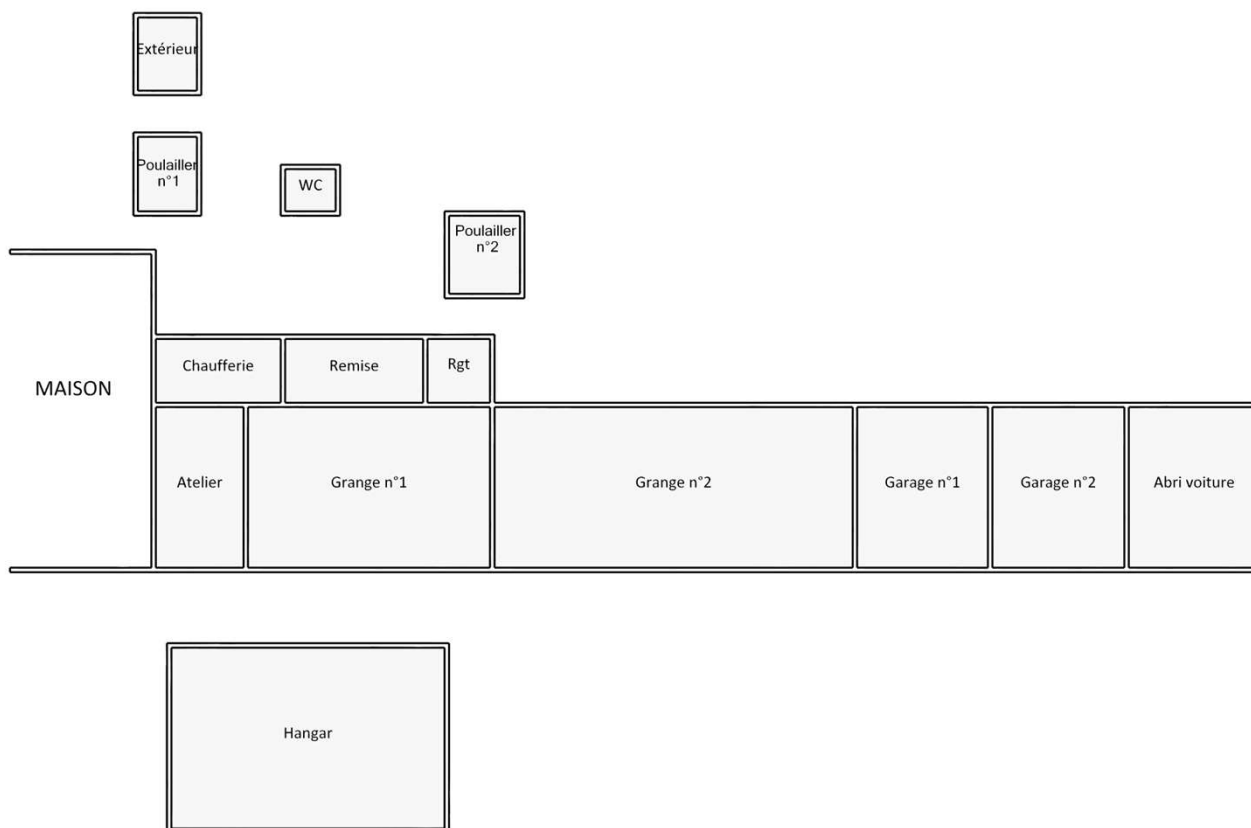 Extérieur
Poulailler
n°1
WC
Poulailler
n°2
Chaufferie
Remise
Rgt
MAISON
Atelier
Grange n°1
Grange n°2
Garage n°1
Garage n°2
Abri voiture
Hangar